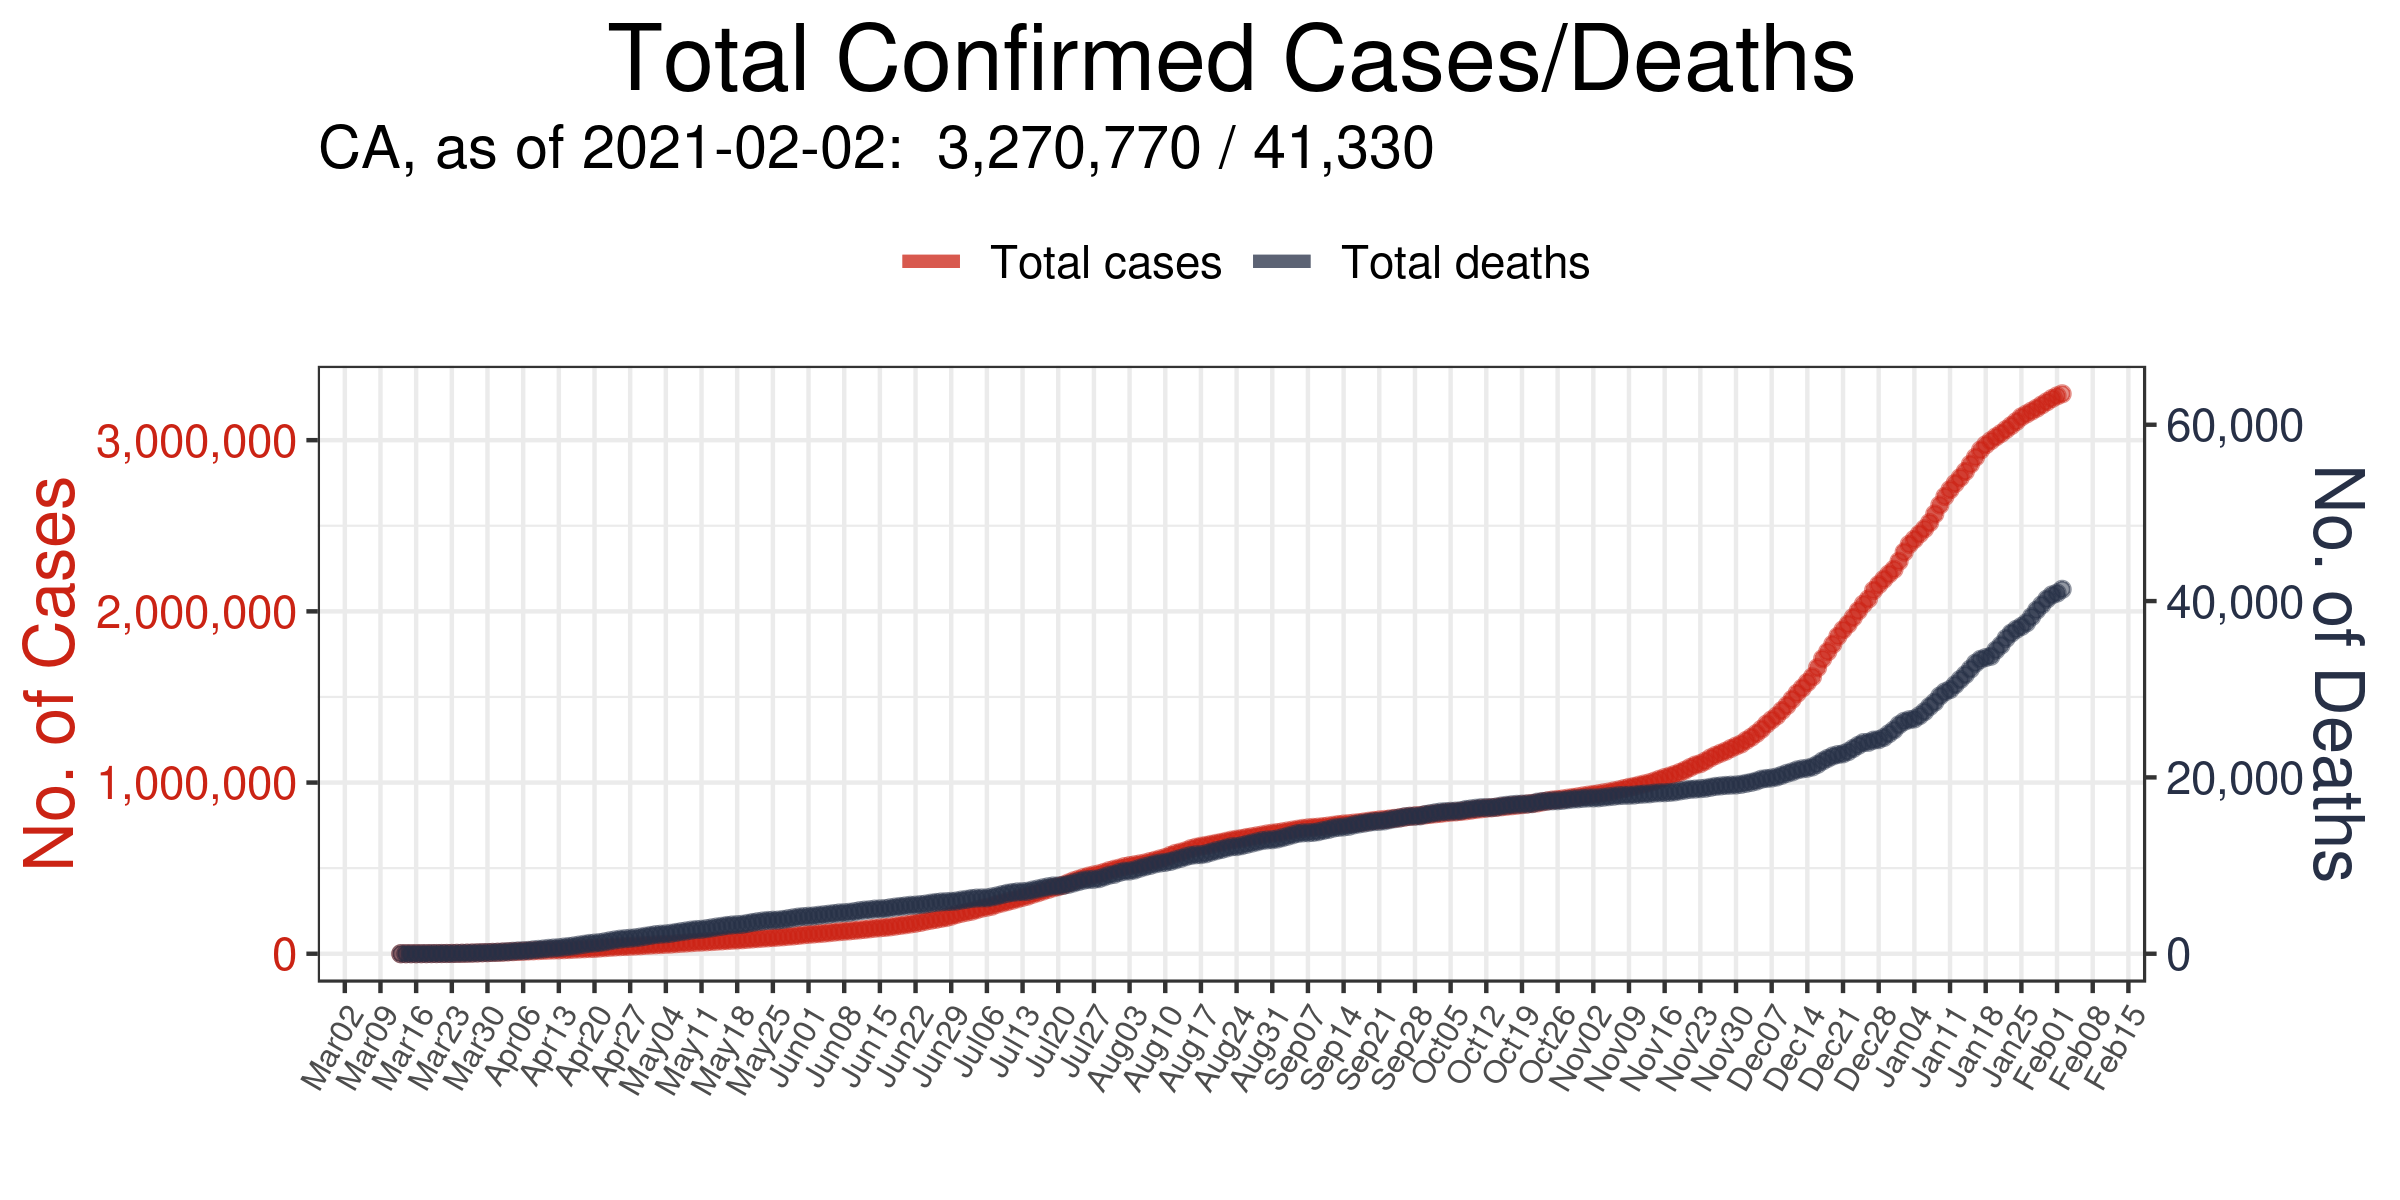 Total Confirmed Cases/Deaths
CA, as of 2021-02-02:  3,270,770 / 41,330
Total cases
Total deaths
No. of Cases
3,000,000
2,000,000
1,000,000
0
60,000
40,000
20,000
0
No. of Deaths
Mar02
Mar09
Mar16
Mar23
Mar30
Apr06
Apr13
Apr20
Apr27
May04
May11
May18
May25
Jun01
Jun08
Jun15
Jun22
Jun29
Jul06
Jul13
Jul20
Jul27
Aug03
Aug10
Aug17
Aug24
Aug31
Sep07
Sep14
Sep21
Sep28
Oct05
Oct12
Oct19
Oct26
Nov02
Nov09
Nov16
Nov23
Nov30
Dec07
Dec14
Dec21
Dec28
Jan04
Jan11
Jan18
Jan25
Feb01
Feb08
Feb15